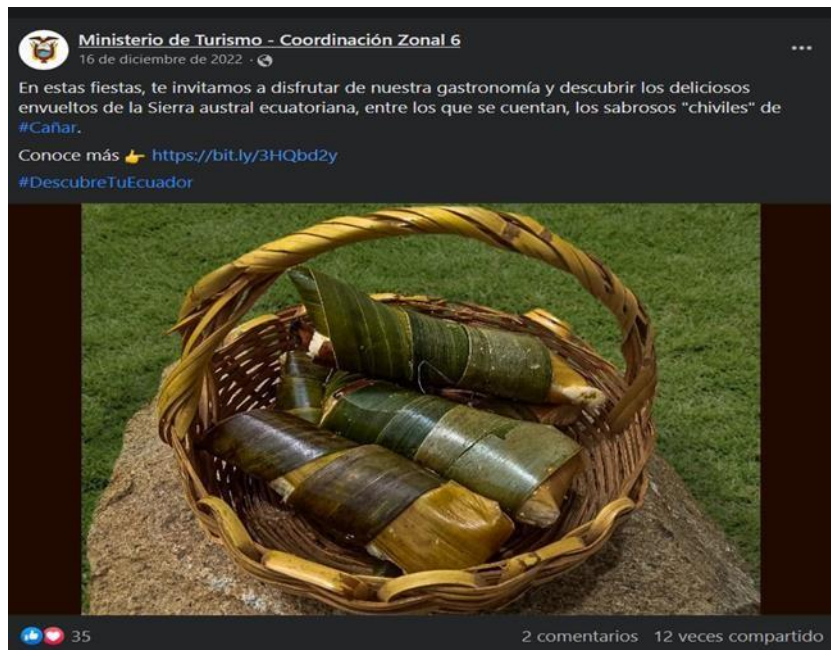 Ministerio de Turismo - Coordinación Zonal 6
16 de diciembre de 2022 ·
En estas fiestas, te invitamos a disfrutar de nuestra gastronomía y descubrir los deliciosos
envueltos de la Sierra austral ecuatoriana, entre los que se cuentan, los sabrosos "chiviles" de
#Cañar.
Conoce más 👉 https://bit.ly/3HQbd2y
#DescubreTuEcuador
35 2 comentarios 12 veces compartido